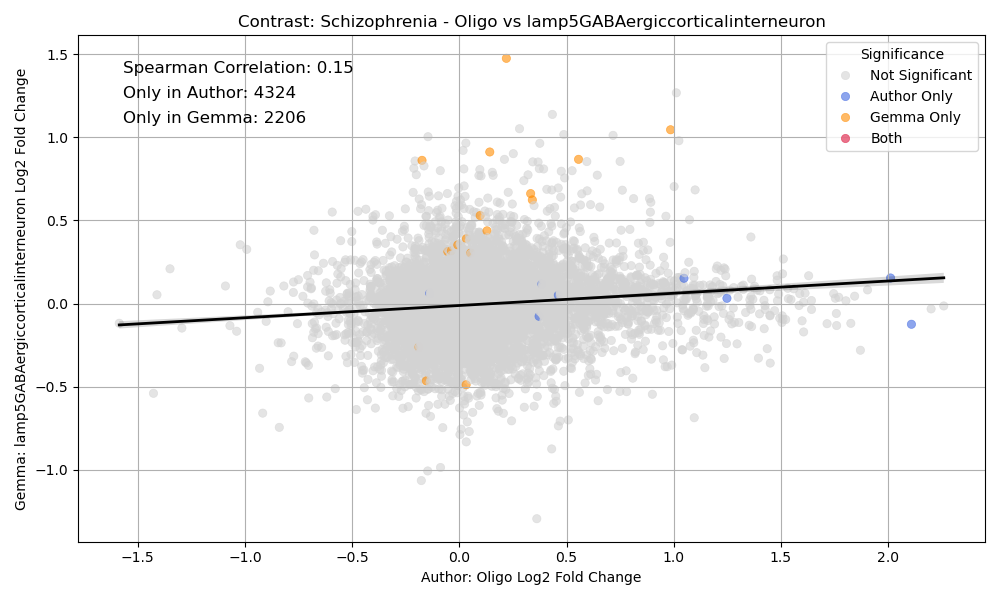 Contrast: Schizophrenia - Oligo vs lamp5GABAergiccorticalinterneuron
Spearman Correlation: 0.15
Only in Author: 4324
Only in Gemma: 2206
Significance
Not Significant
Author Only
Gemma Only
Both
Gemma: lamp5GABAergiccorticalinterneuron Log2 Fold Change
1.5
1.0
0.5
0.0
−0.5
−1.0
−1.5
−1.0
−0.5
0.0
0.5
1.0
1.5
2.0
Author: Oligo Log2 Fold Change